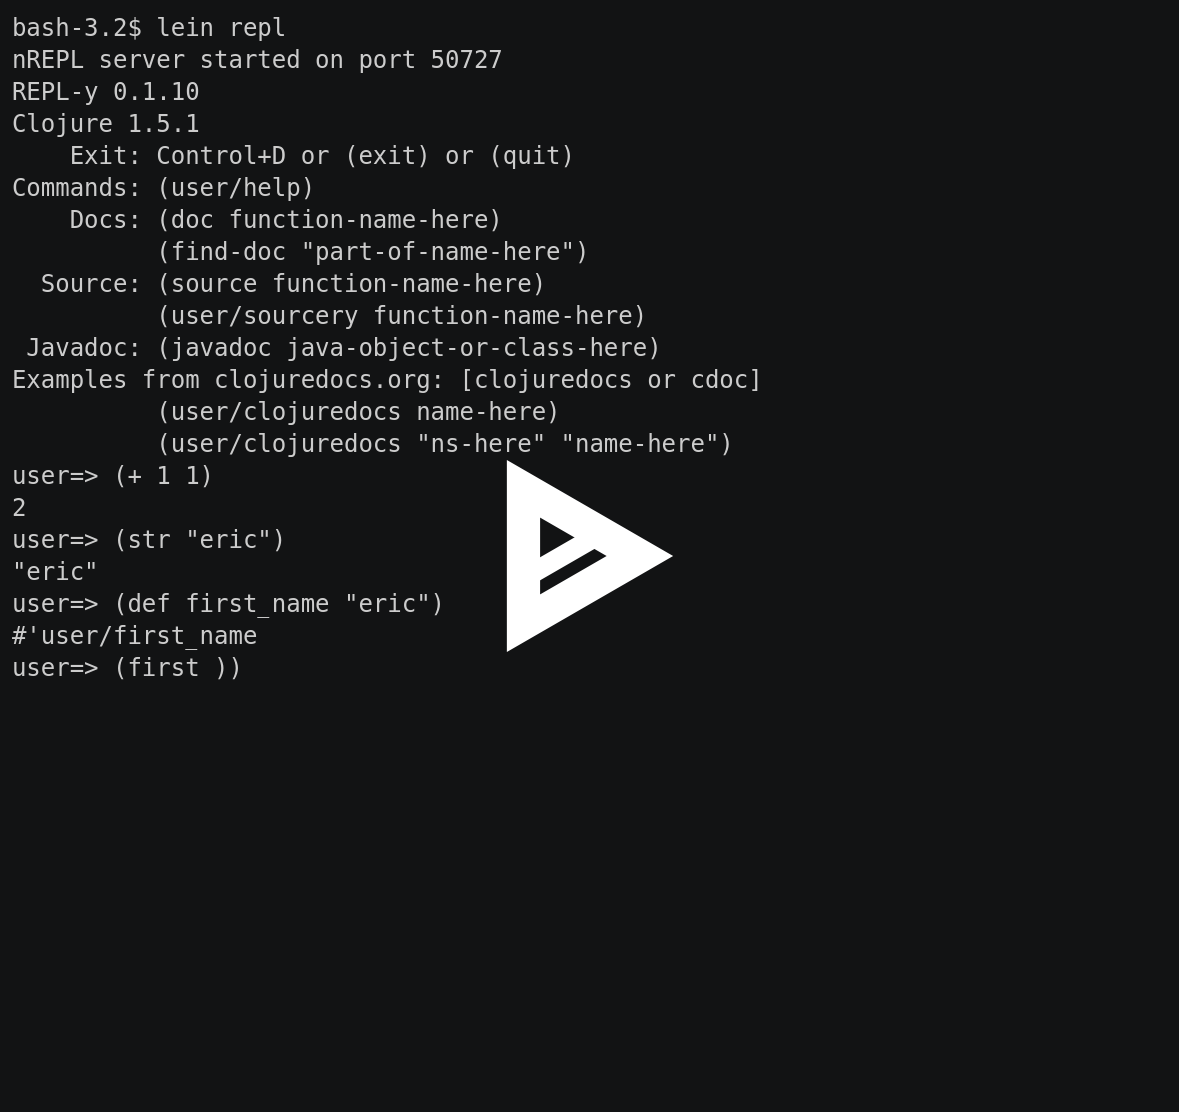 bash-3.2$ lein repl
nREPL server started on port 50727
REPL-y 0.1.10
Clojure 1.5.1
    Exit: Control+D or (exit) or (quit)
Commands: (user/help)
    Docs: (doc function-name-here)
          (find-doc "part-of-name-here")
  Source: (source function-name-here)
          (user/sourcery function-name-here)
 Javadoc: (javadoc java-object-or-class-here)
Examples from clojuredocs.org: [clojuredocs or cdoc]
          (user/clojuredocs name-here)
          (user/clojuredocs "ns-here" "name-here")
user=> (+ 1 1)
2
user=> (str "eric")
"eric"
user=> (def first_name "eric")
#'user/first_name
user=> (first ))